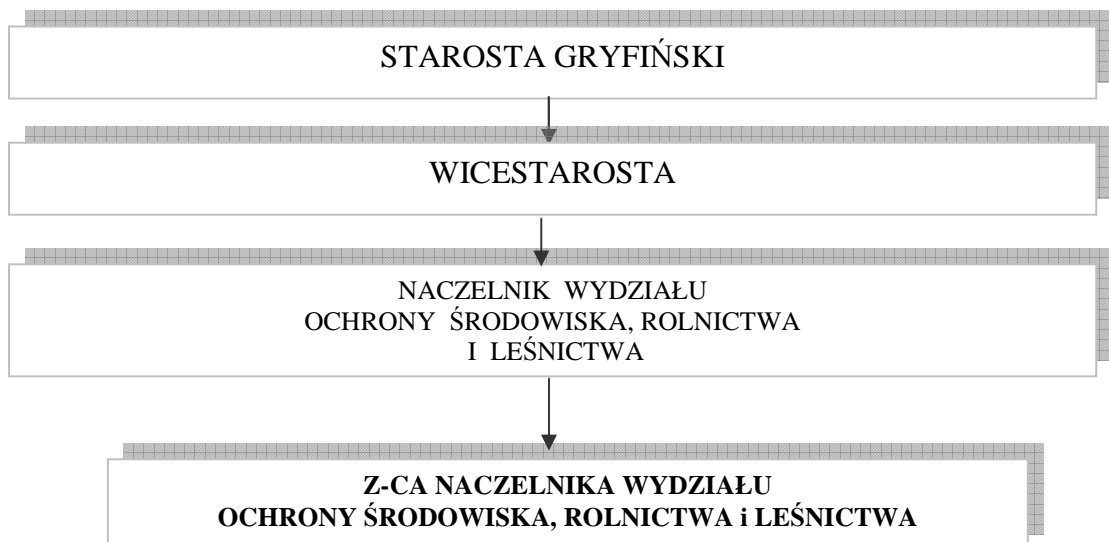 STAROSTA GRYFIŃSKI
WICESTAROSTA
NACZELNIK WYDZIAŁU
OCHRONY ŚRODOWISKA, ROLNICTWA
I LEŚNICTWA
Z-CA NACZELNIKA WYDZIAŁU
OCHRONY ŚRODOWISKA, ROLNICTWA i LEŚNICTWA